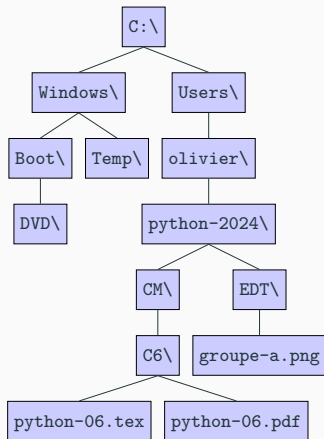 C:\
Windows\ Users\
Boot\ Temp\ olivier\
DVD\ python-2024\
CM\ EDT\
C6\ groupe-a.png
python-06.tex python-06.pdf